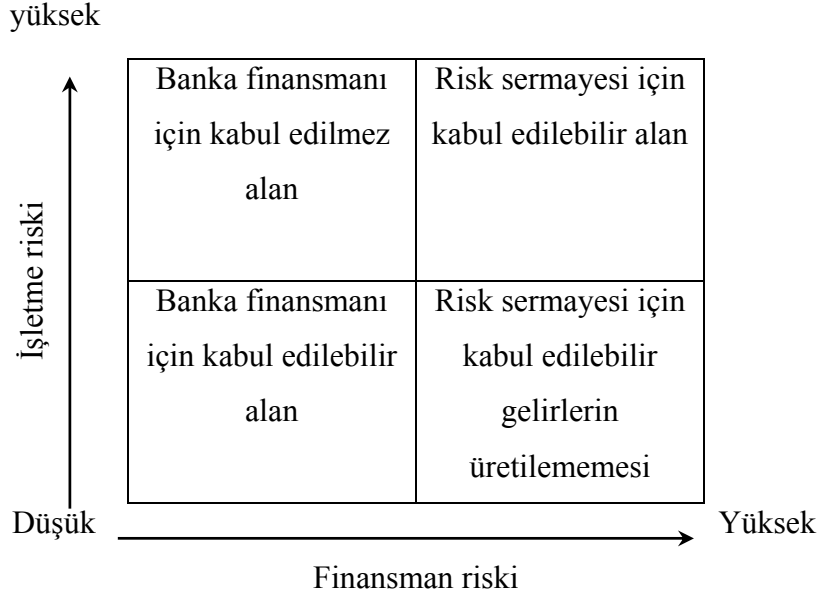 yüksek
Banka finansmanı
için kabul edilmez
alan
Risk sermayesi için
kabul edilebilir alan
İşletme riski
Banka finansmanı
için kabul edilebilir
alan
Risk sermayesi için
kabul edilebilir
gelirlerin
üretilememesi
Düşük
Yüksek
Finansman riski